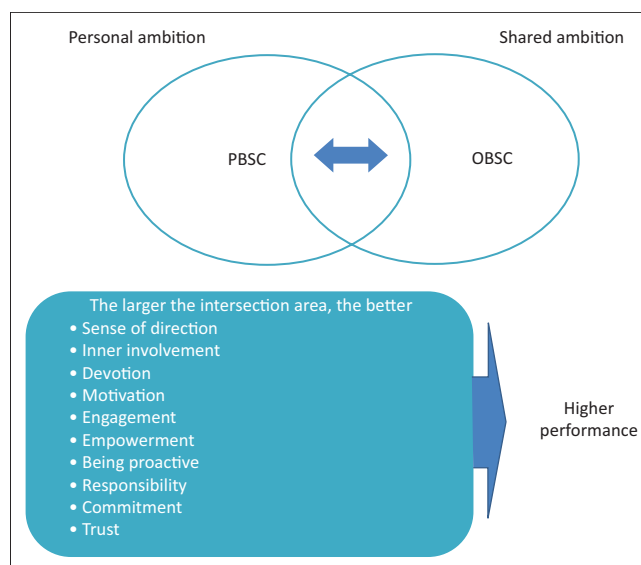 Personal ambition
Shared ambition
PBSC
OBSC
The larger the intersection area, the better
• Sense of direction
• Inner involvement
• Devotion
• Motivation
• Engagement
• Empowerment
• Being proactive
• Responsibility
• Commitment
• Trust
Higher
performance